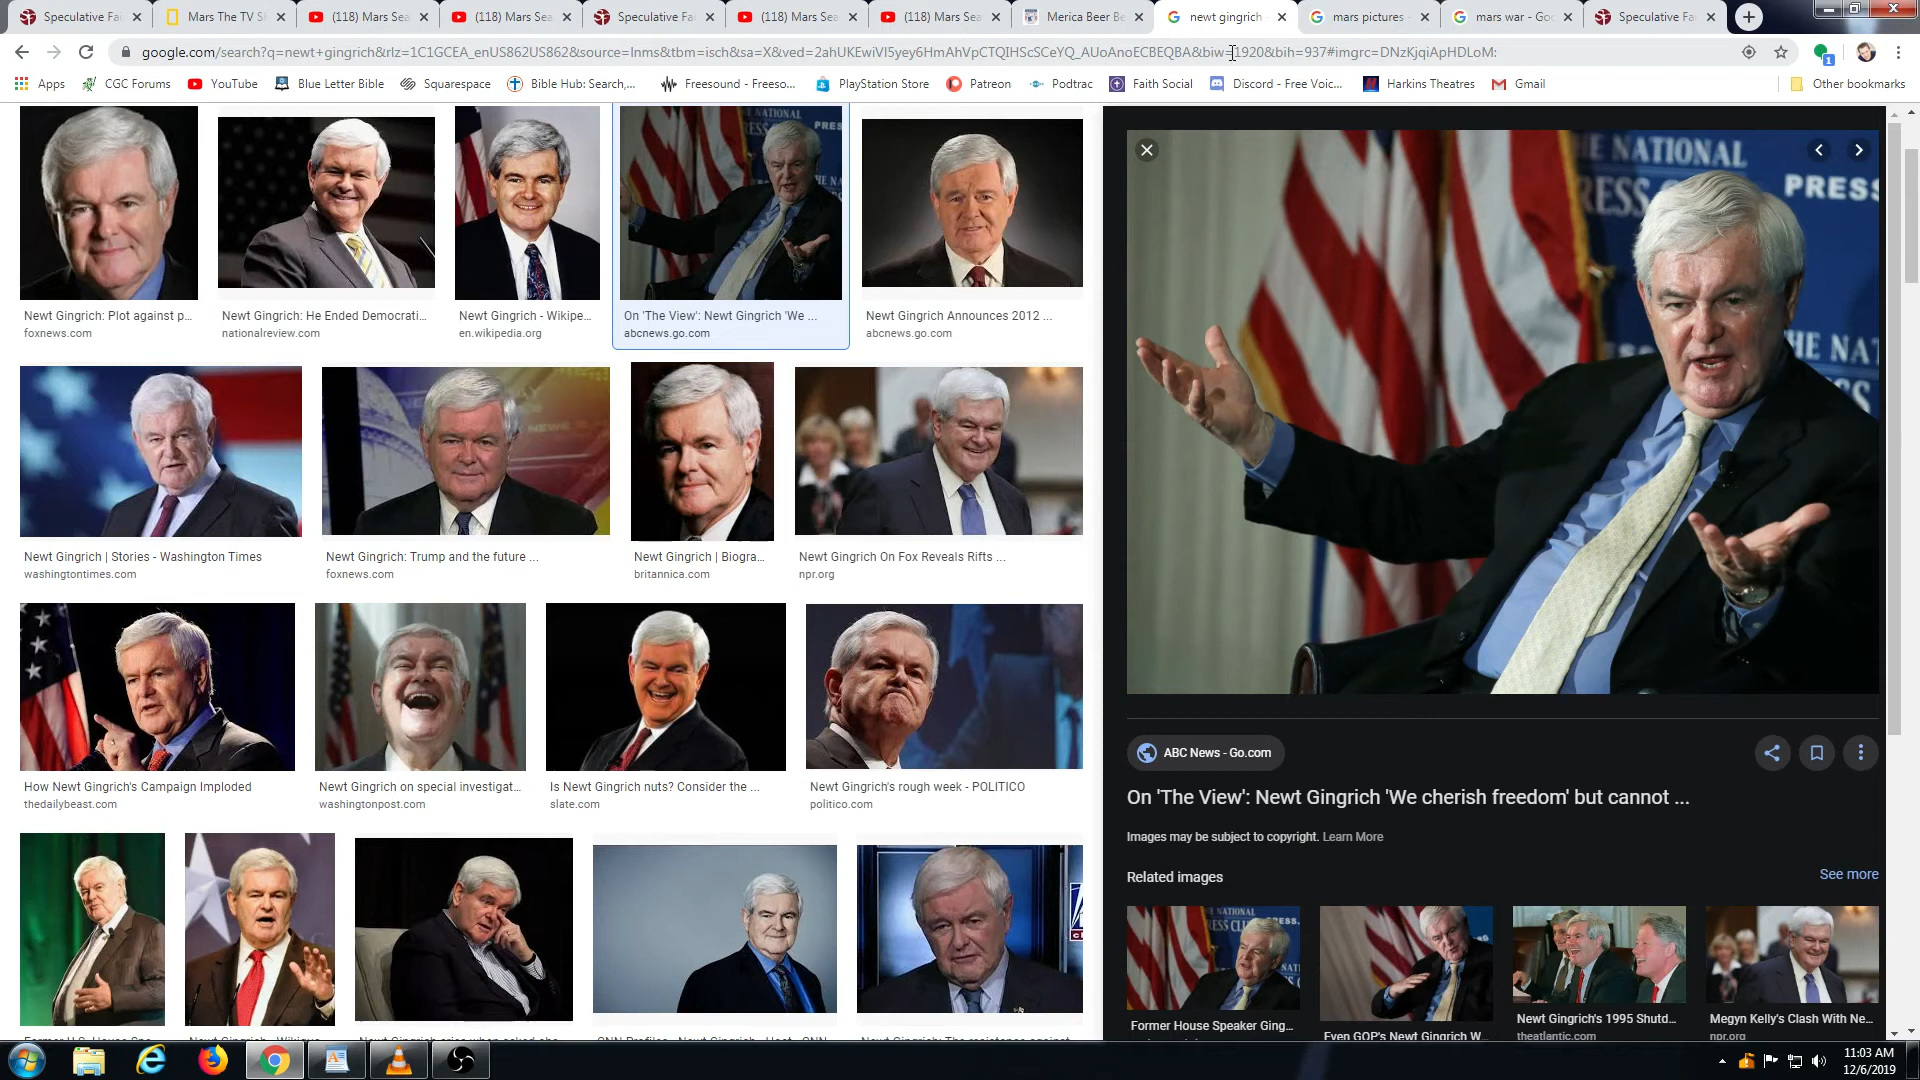 Speculative Fai
Mars The TV S
(118) Mars Sea
(118) Mars Sea
Speculative Fai
(118) Mars Sea
(118) Mars Sea
Merica Beer Be
newt gingrich
mars pictures -
mars war - Goo
Speculative Fai
google.com/search?q=newt+gingrich&rlz=1C1GCEA_enUS862US862&source=lnms&tbm=isch&sa=X&ved=2ahUKEwiVI5yey6HmAhVpCTQIHScSCeYQ_AUoAnoECBEQBA&biw=1920&bih=937#imgrc=DNzKjqiApHDLoM:
Apps
CGC Forums
YouTube
Blue Letter Bible
Squarespace
Bible Hub: Search,...
Freesound - Freeso...
PlayStation Store
Patreon
Podtrac
Faith Social
Discord - Free Voic...
Harkins Theatres
Gmail
Other bookmarks
Newt Gingrich: Plot against p...
foxnews.com
Newt Gingrich: He Ended Democrati...
nationalreview.com
Newt Gingrich - Wikipe...
en.wikipedia.org
On 'The View': Newt Gingrich 'We ...
abcnews.go.com
Newt Gingrich Announces 2012 ...
abcnews.go.com
Newt Gingrich | Stories - Washington Times
washingtontimes.com
Newt Gingrich: Trump and the future ...
foxnews.com
Newt Gingrich | Biogra...
britannica.com
Newt Gingrich On Fox Reveals Rifts ...
npr.org
How Newt Gingrich's Campaign Imploded
thedailybeast.com
Newt Gingrich on special investigat...
washingtonpost.com
Is Newt Gingrich nuts? Consider the ...
slate.com
Newt Gingrich's rough week - POLITICO
politico.com
THE NATIONAL
PRESS
PRESS CLUB
THE NAT
ABC News - Go.com
On 'The View': Newt Gingrich 'We cherish freedom' but cannot ...
Images may be subject to copyright. Learn More
Related images
See more
Former House Speaker Ging...
Even GOP's Newt Gingrich W...
Newt Gingrich's 1995 Shutd...
theatlantic.com
Megyn Kelly's Clash With Ne...
npr.org
11:03 AM
12/6/2019